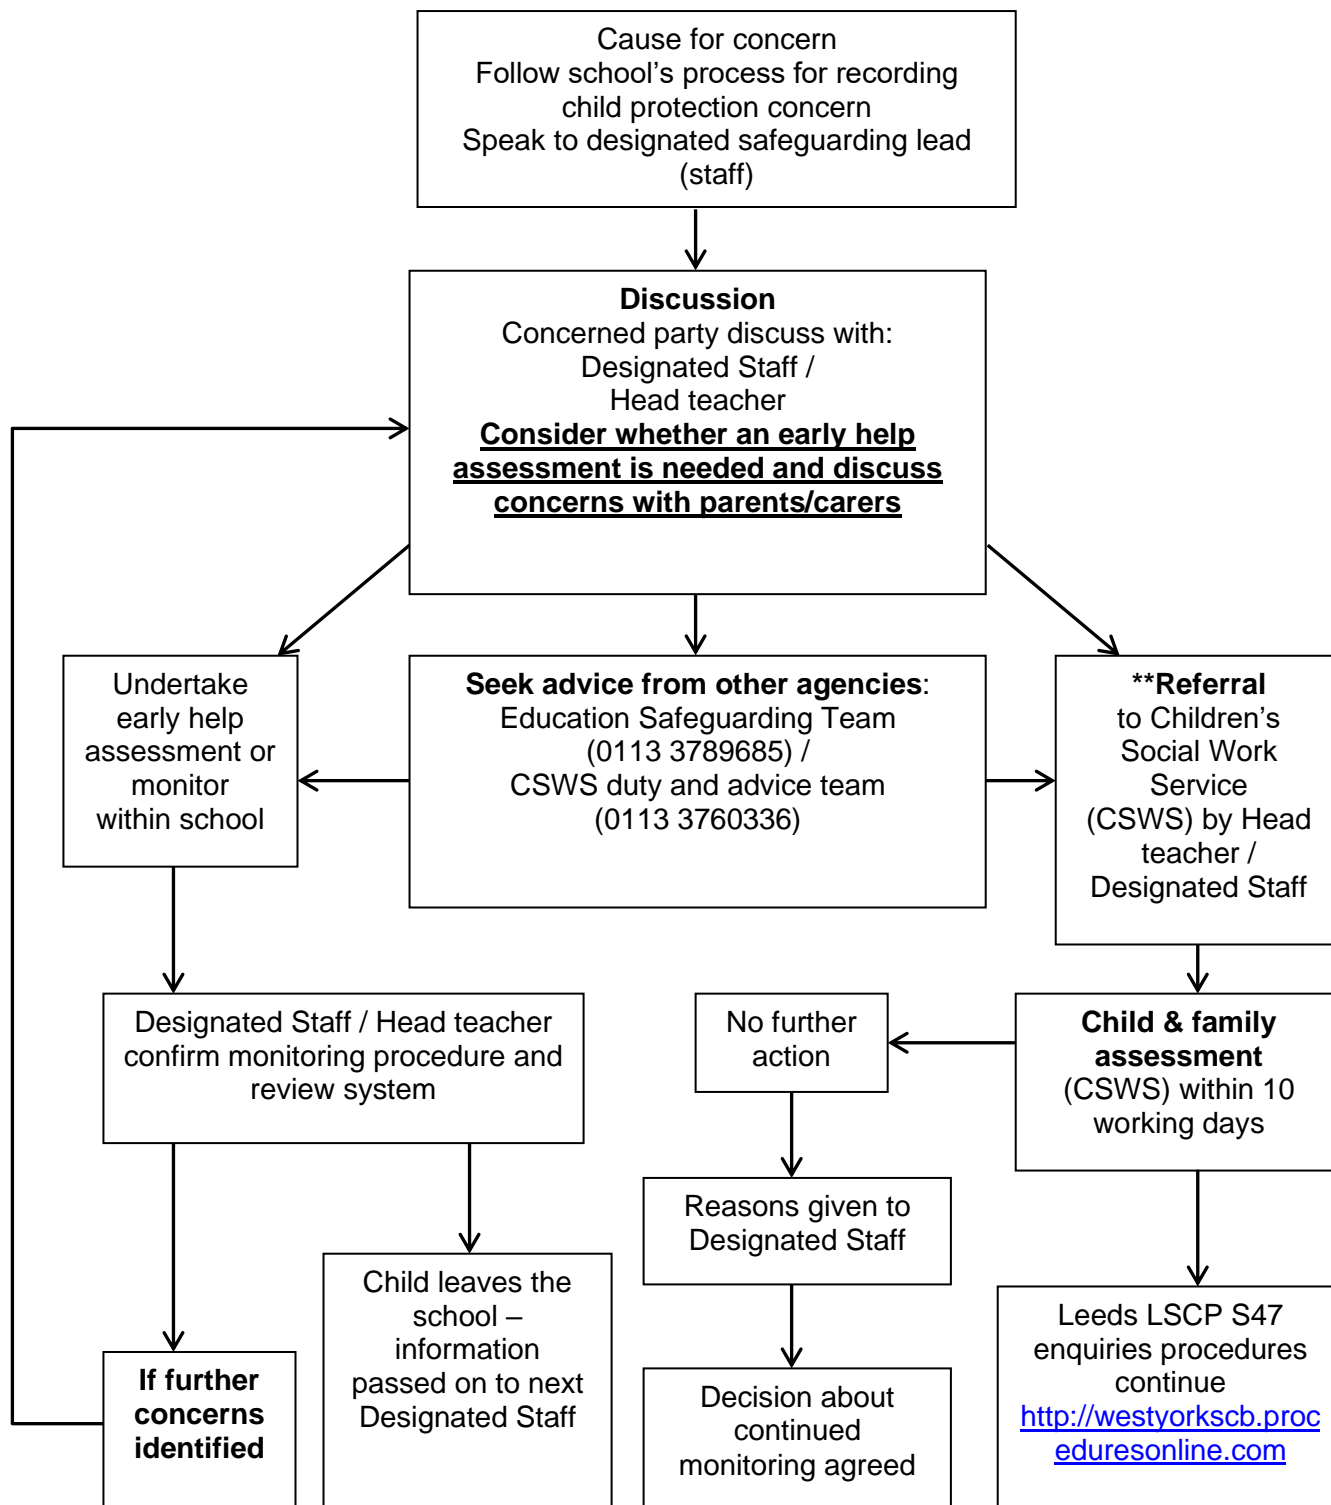 Cause for concern
Follow school’s process for recording
child protection concern
Speak to designated safeguarding lead
(staff)
Discussion
Concerned party discuss with:
Designated Staff /
Head teacher
Consider whether an early help
assessment is needed and discuss
concerns with parents/carers
Undertake
early help
assessment or
monitor
within school
Seek advice from other agencies:
Education Safeguarding Team
(0113 3789685) /
CSWS duty and advice team
(0113 3760336)
**Referral
to Children’s
Social Work
Service
(CSWS) by Head
teacher /
Designated Staff
Designated Staff / Head teacher
confirm monitoring procedure and
review system
No further
action
Child & family
assessment
(CSWS) within 10
working days
Reasons given to
Designated Staff
If further
concerns
identified
Child leaves the
school –
information
passed on to next
Designated Staff
Decision about
continued
monitoring agreed
Leeds LSCP S47
enquiries procedures
continue
http://westyorkscb.proc
eduresonline.com